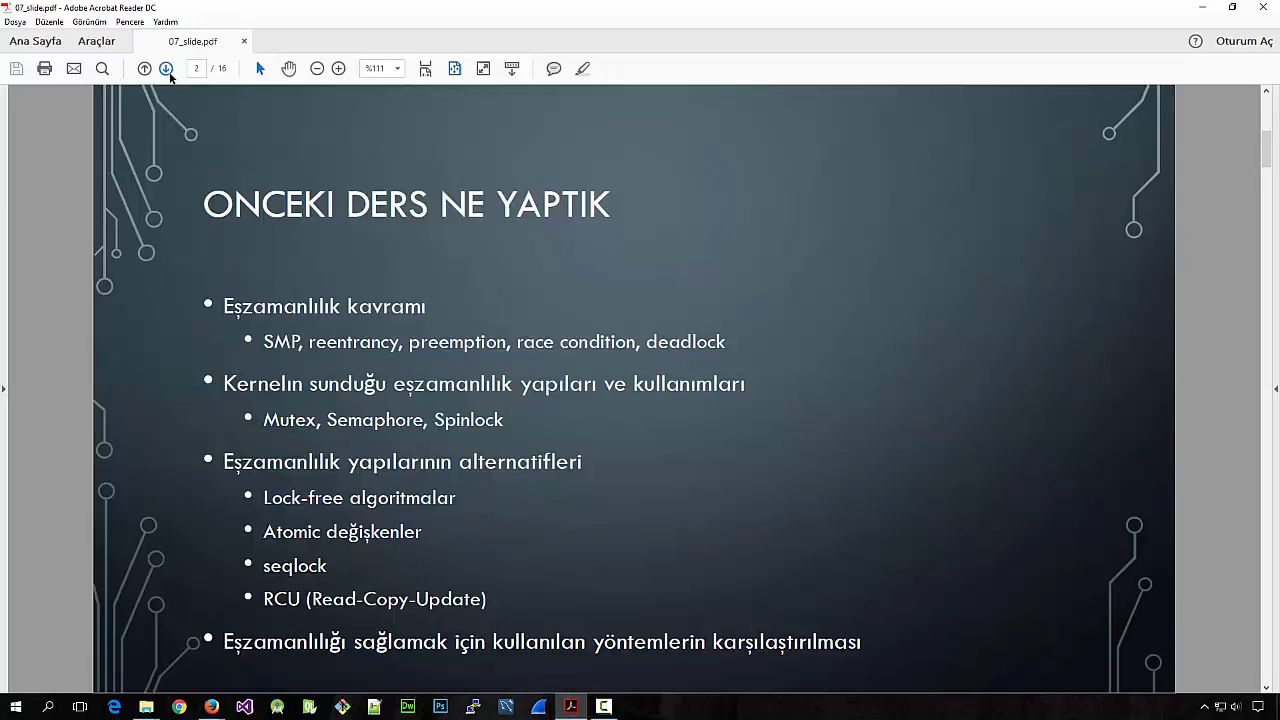 07_slide.pdf - Adobe Acrobat Reader DC
Dosya Düzenle Görünüm Pencere Yardım
Ana Sayfa Araçlar 07_slide.pdf × Oturum Aç
2 / 16 %111
ONCEKI DERS NE YAPTIK
• Eşzamanlılık kavramı
• SMP, reentrancy, preemption, race condition, deadlock
• Kernelın sunduğu eşzamanlılık yapıları ve kullanımları
• Mutex, Semaphore, Spinlock
• Eşzamanlılık yapılarının alternatifleri
• Lock-free algoritmalar
• Atomic değişkenler
• seqlock
• RCU (Read-Copy-Update)
• Eşzamanlılığı sağlamak için kullanılan yöntemlerin karşılaştırılması